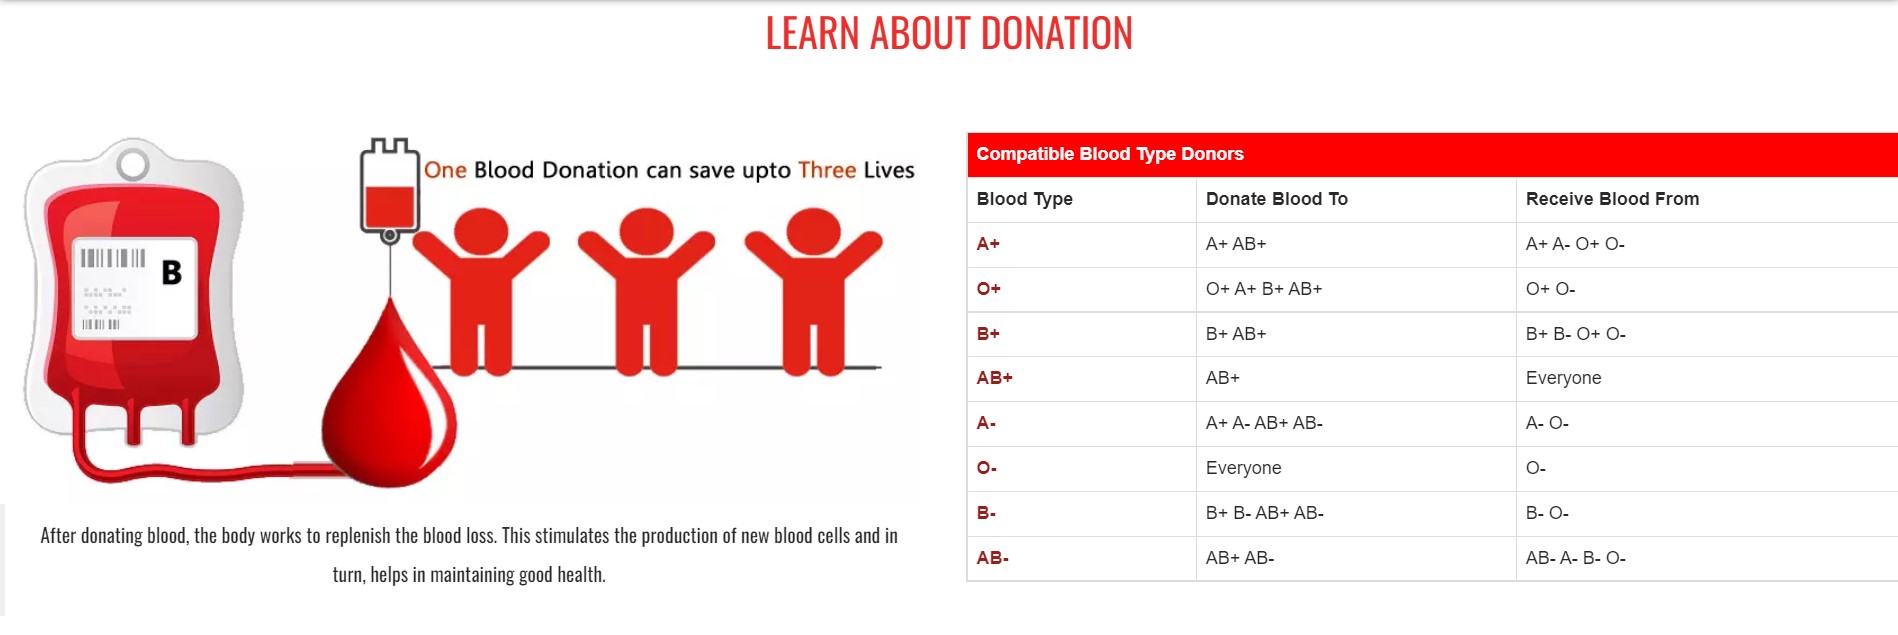 LEARN ABOUT DONATION
One Blood Donation can save upto Three Lives
B
After donating blood, the body works to replenish the blood loss. This stimulates the production of new blood cells and in
turn, helps in maintaining good health.
Compatible Blood Type Donors
Blood Type Donate Blood To Receive Blood From
A+ A+ AB+ A+ A- O+ O-
O+ O+ A+ B+ AB+ O+ O-
B+ B+ AB+ B+ B- O+ O-
AB+ AB+ Everyone
A- A+ A- AB+ AB- A- O-
O- Everyone O-
B- B+ B- AB+ AB- B- O-
AB- AB+ AB- AB- A- B- O-